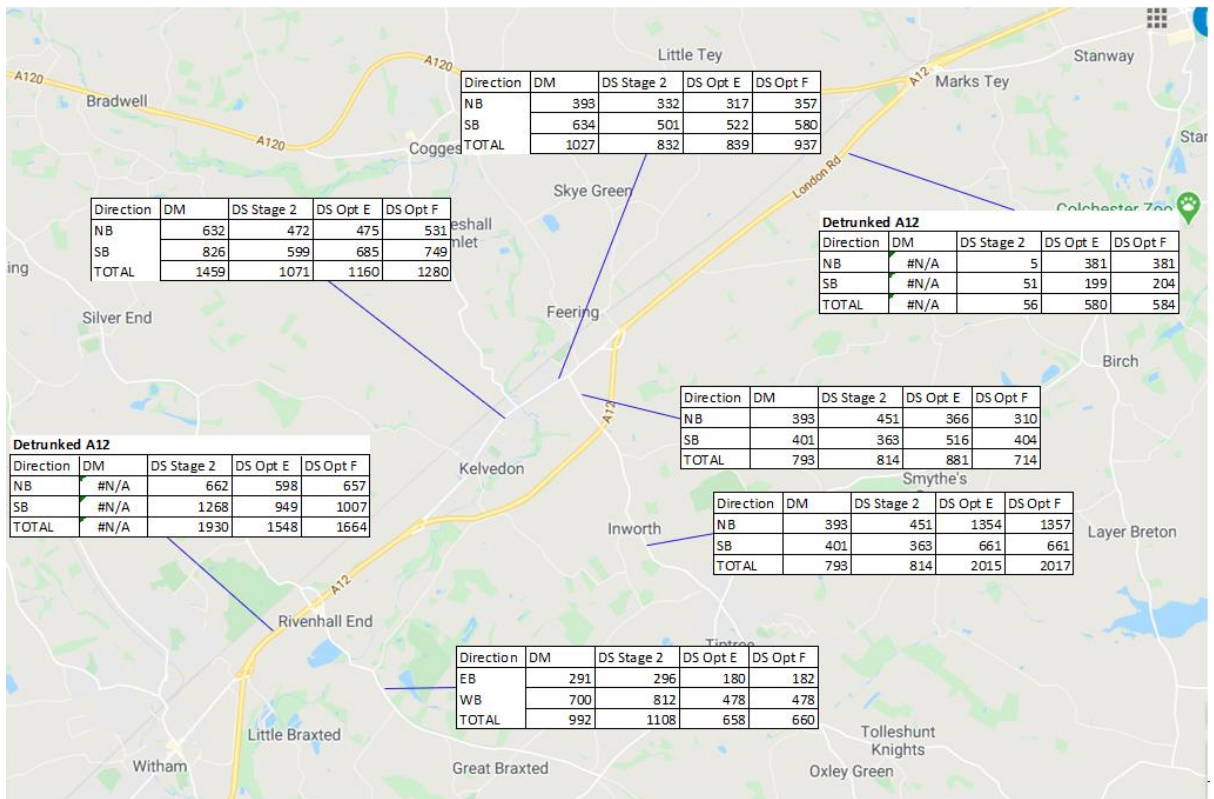 Little Tey
Stanway
A120
A120
A12
Marks Tey
Bradwell
Direction DM DS Stage 2 DS Opt E DS Opt F
NB 393 332 317 357
SB 634 501 522 580
TOTAL 1027 832 839 937
A120
Cogges
London Rd
Skye Green
Direction DM DS Stage 2 DS Opt E DS Opt F
NB 632 472 475 531
SB 826 599 685 749
TOTAL 1459 1071 1160 1280
eshall
Colchester Zoo
Detrunked A12
Direction DM DS Stage 2 DS Opt E DS Opt F
NB #N/A 5 381 381
SB #N/A 51 199 204
TOTAL #N/A 56 580 584
ing
Silver End
Feering
Birch
Direction DM DS Stage 2 DS Opt E DS Opt F
NB 393 451 366 310
SB 401 363 516 404
TOTAL 793 814 881 714
A12
Detrunked A12
Direction DM DS Stage 2 DS Opt E DS Opt F
NB #N/A 662 598 657
SB #N/A 1268 949 1007
TOTAL #N/A 1930 1548 1664
Kelvedon
Smythe's
Direction DM DS Stage 2 DS Opt E DS Opt F
NB 393 451 1354 1357
SB 401 363 661 661
TOTAL 793 814 2015 2017
Inworth
Layer Breton
A12
Rivenhall End
Tiptree
Direction DM DS Stage 2 DS Opt E DS Opt F
EB 291 296 180 182
WB 700 812 478 478
TOTAL 992 1108 658 660
Little Braxted
Tolleshunt
Knights
Witham
Great Braxted
Oxley Green